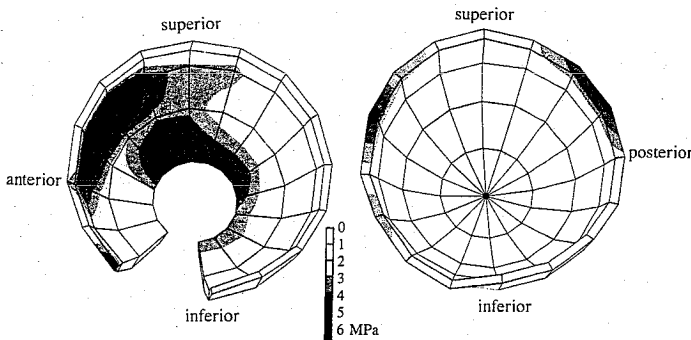 superior
superior
anterior
posterior
inferior
inferior
0
1
2
3
4
5
6 MPa